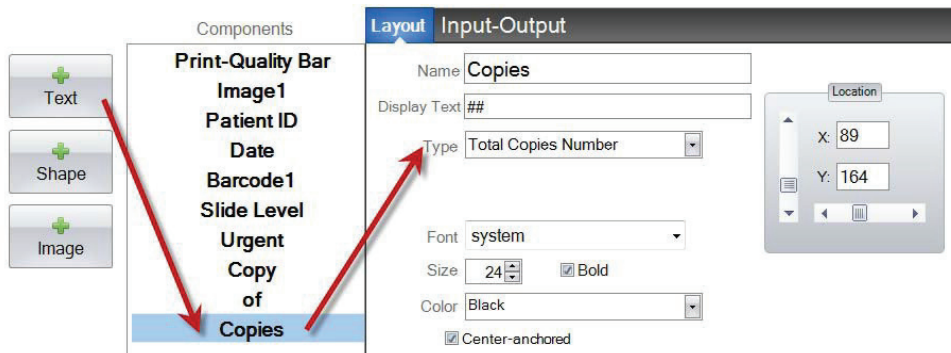 Text
Shape
Image
Components
Print-Quality Bar
Image1
Patient ID
Date
Barcode1
Slide Level
Urgent
Copy
of
Copies
Layout Input-Output
Name Copies
Display Text ##
Type Total Copies Number
Font system
Size 24 Bold
Color Black
Center-anchored
Location
X: 89
Y: 164